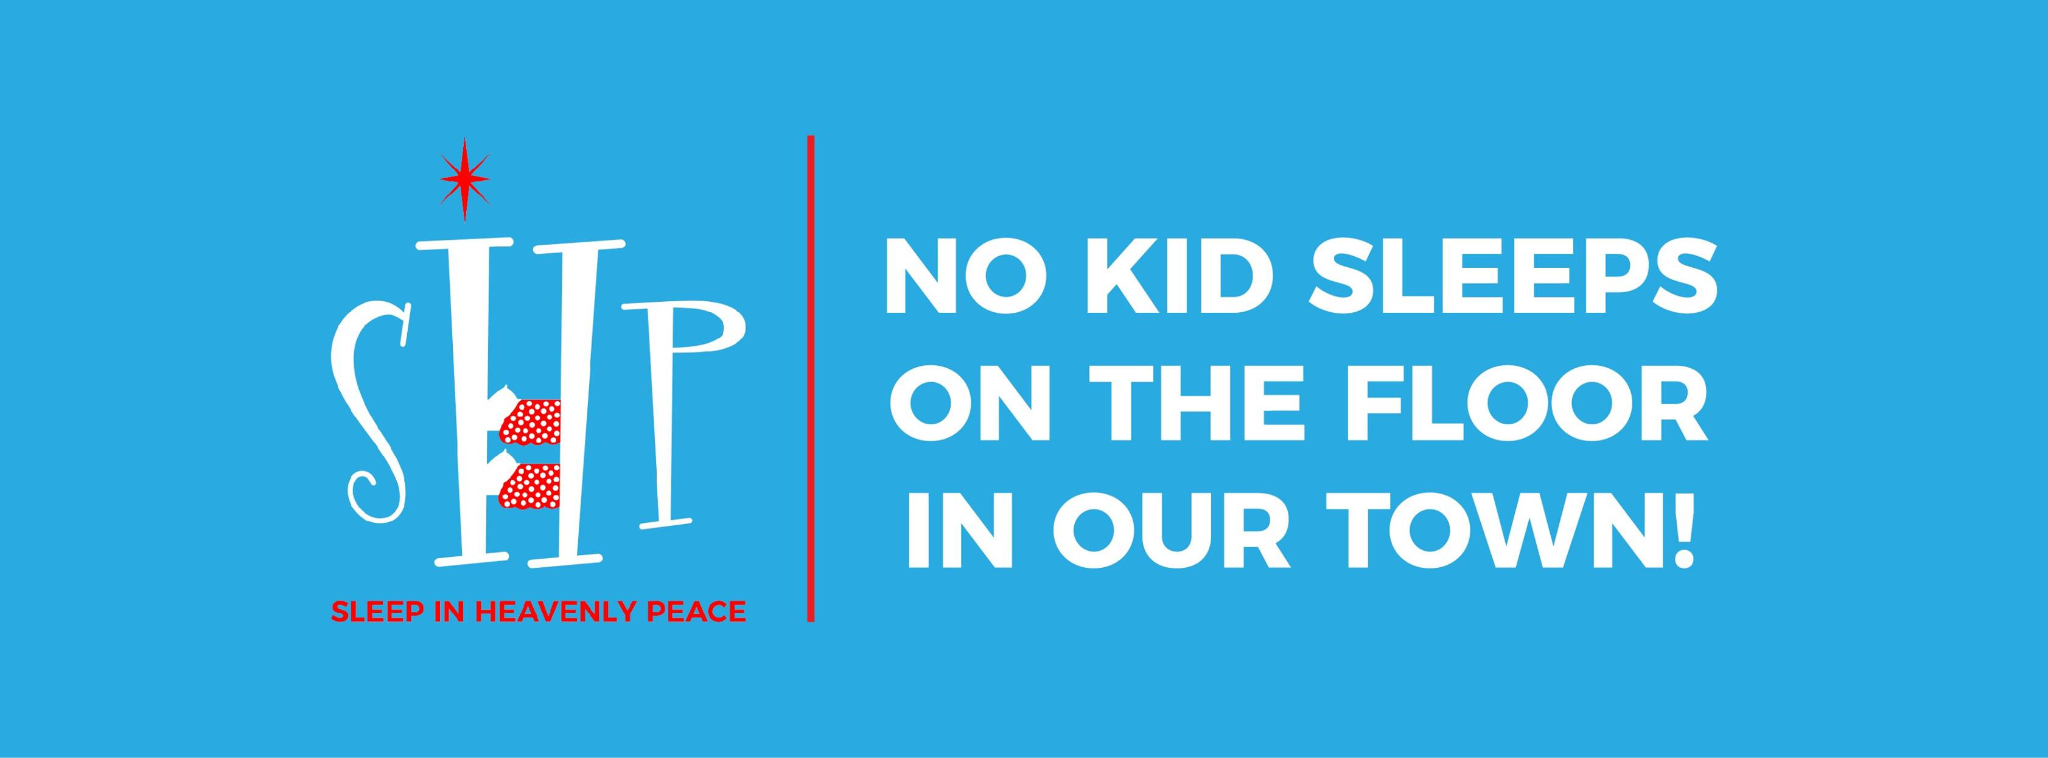 SHP
SLEEP IN HEAVENLY PEACE
NO KID SLEEPS
ON THE FLOOR
IN OUR TOWN!